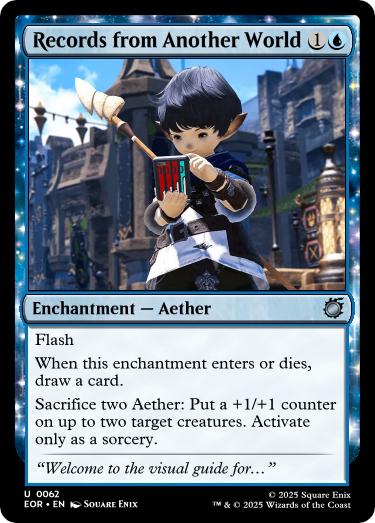 Records from Another World 1
Enchantment — Aether
Flash
When this enchantment enters or dies,
draw a card.
Sacrifice two Aether: Put a +1/+1 counter
on up to two target creatures. Activate
only as a sorcery.
“Welcome to the visual guide for…”
U 0062 © 2025 Square Enix
EOR • EN Square Enix ™ & © 2025 Wizards of the Coast